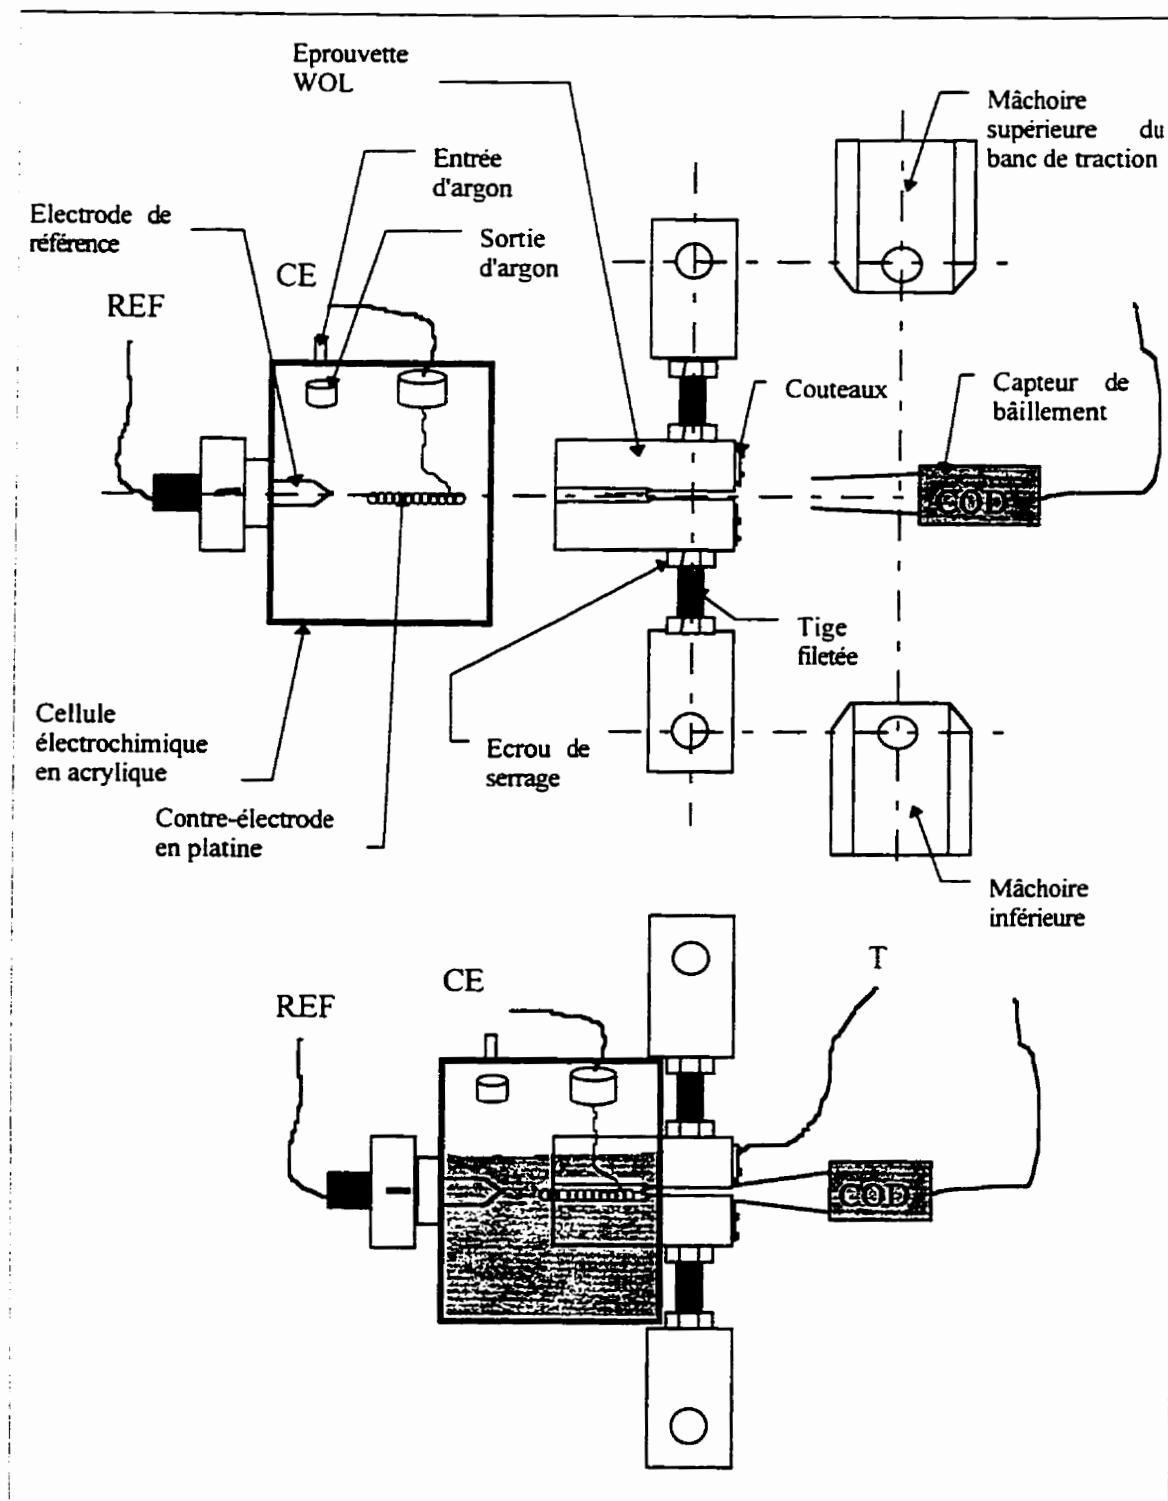 Eprouvette
WOL
Mâchoire
supérieure du
banc de traction
Entrée
d'argon
Electrode de
référence
Sortie
d'argon
CE
REF
Couteaux
Capteur de
bâillement
COD
Tige
filetée
Cellule
électrochimique
en acrylique
Ecrou de
serrage
Contre-électrode
en platine
Mâchoire
inférieure
T
CE
REF
COD